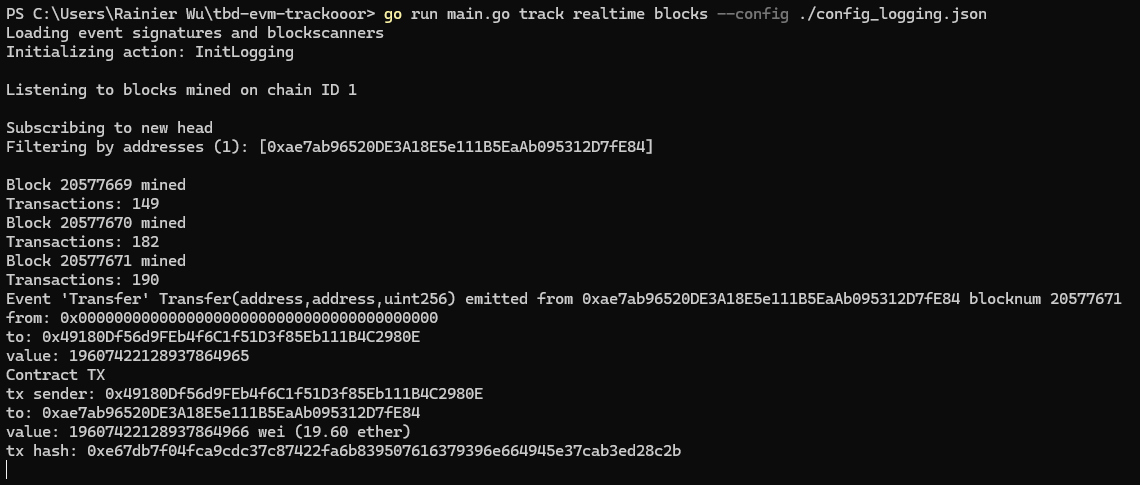 PS C:\Users\Rainier Wu\tbd-evm-trackooor> go run main.go track realtime blocks --config ./config_logging.json
Loading event signatures and blockscanners
Initializing action: InitLogging
Listening to blocks mined on chain ID 1
Subscribing to new head
Filtering by addresses (1): [0xae7ab96520DE3A18E5e111B5EaAb095312D7fE84]
Block 20577669 mined
Transactions: 149
Block 20577670 mined
Transactions: 182
Block 20577671 mined
Transactions: 190
Event 'Transfer' Transfer(address,address,uint256) emitted from 0xae7ab96520DE3A18E5e111B5EaAb095312D7fE84 blocknum 20577671
from: 0x0000000000000000000000000000000000000000
to: 0x49180Df56d9FEb4f6C1f51D3f85Eb111B4C2980E
value: 19607422128937864965
Contract TX
tx sender: 0x49180Df56d9FEb4f6C1f51D3f85Eb111B4C2980E
to: 0xae7ab96520DE3A18E5e111B5EaAb095312D7fE84
value: 19607422128937864966 wei (19.60 ether)
tx hash: 0xe67db7f04fca9cdc37c87422fa6b839507616379396e664945e37cab3ed28c2b